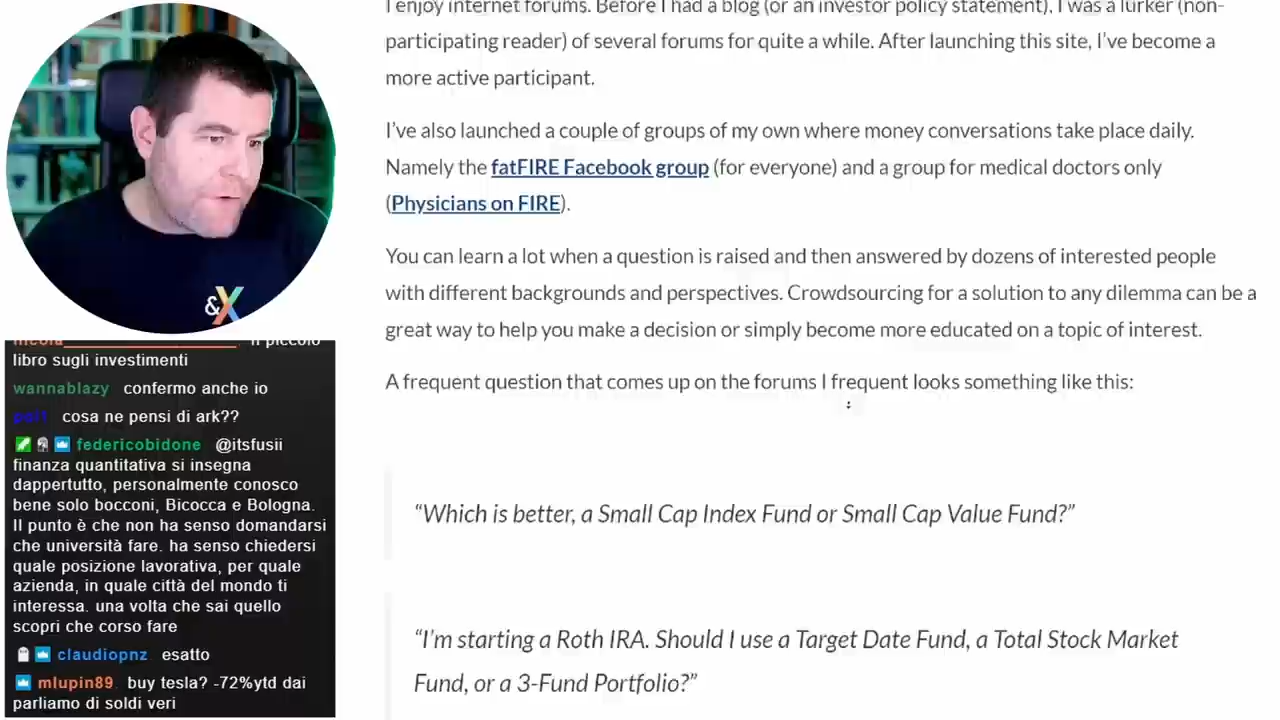 I enjoy internet forums. Before I had a blog (or an investor policy statement), I was a lurker (non-
participating reader) of several forums for quite a while. After launching this site, I've become a
more active participant.
I've also launched a couple of groups of my own where money conversations take place daily.
Namely the fatFIRE Facebook group (for everyone) and a group for medical doctors only
(Physicians on FIRE).
You can learn a lot when a question is raised and then answered by dozens of interested people
with different backgrounds and perspectives. Crowdsourcing for a solution to any dilemma can be a
great way to help you make a decision or simply become more educated on a topic of interest.
A frequent question that comes up on the forums I frequent looks something like this:
“Which is better, a Small Cap Index Fund or Small Cap Value Fund?”
“I'm starting a Roth IRA. Should I use a Target Date Fund, a Total Stock Market
Fund, or a 3-Fund Portfolio?”
&X
il piccolo
libro sugli investimenti
wannablazy confermo anche io
cosa ne pensi di ark??
federicobidone @itsfusii
finanza quantitativa si insegna
dappertutto, personalmente conosco
bene solo bocconi, Bicocca e Bologna.
Il punto è che non ha senso domandarsi
che università fare. ha senso chiedersi
quale posizione lavorativa, per quale
azienda, in quale città del mondo ti
interessa. una volta che sai quello
scopri che corso fare
claudiopnz esatto
mlupin89 buy tesla? -72%ytd dai
parliamo di soldi veri